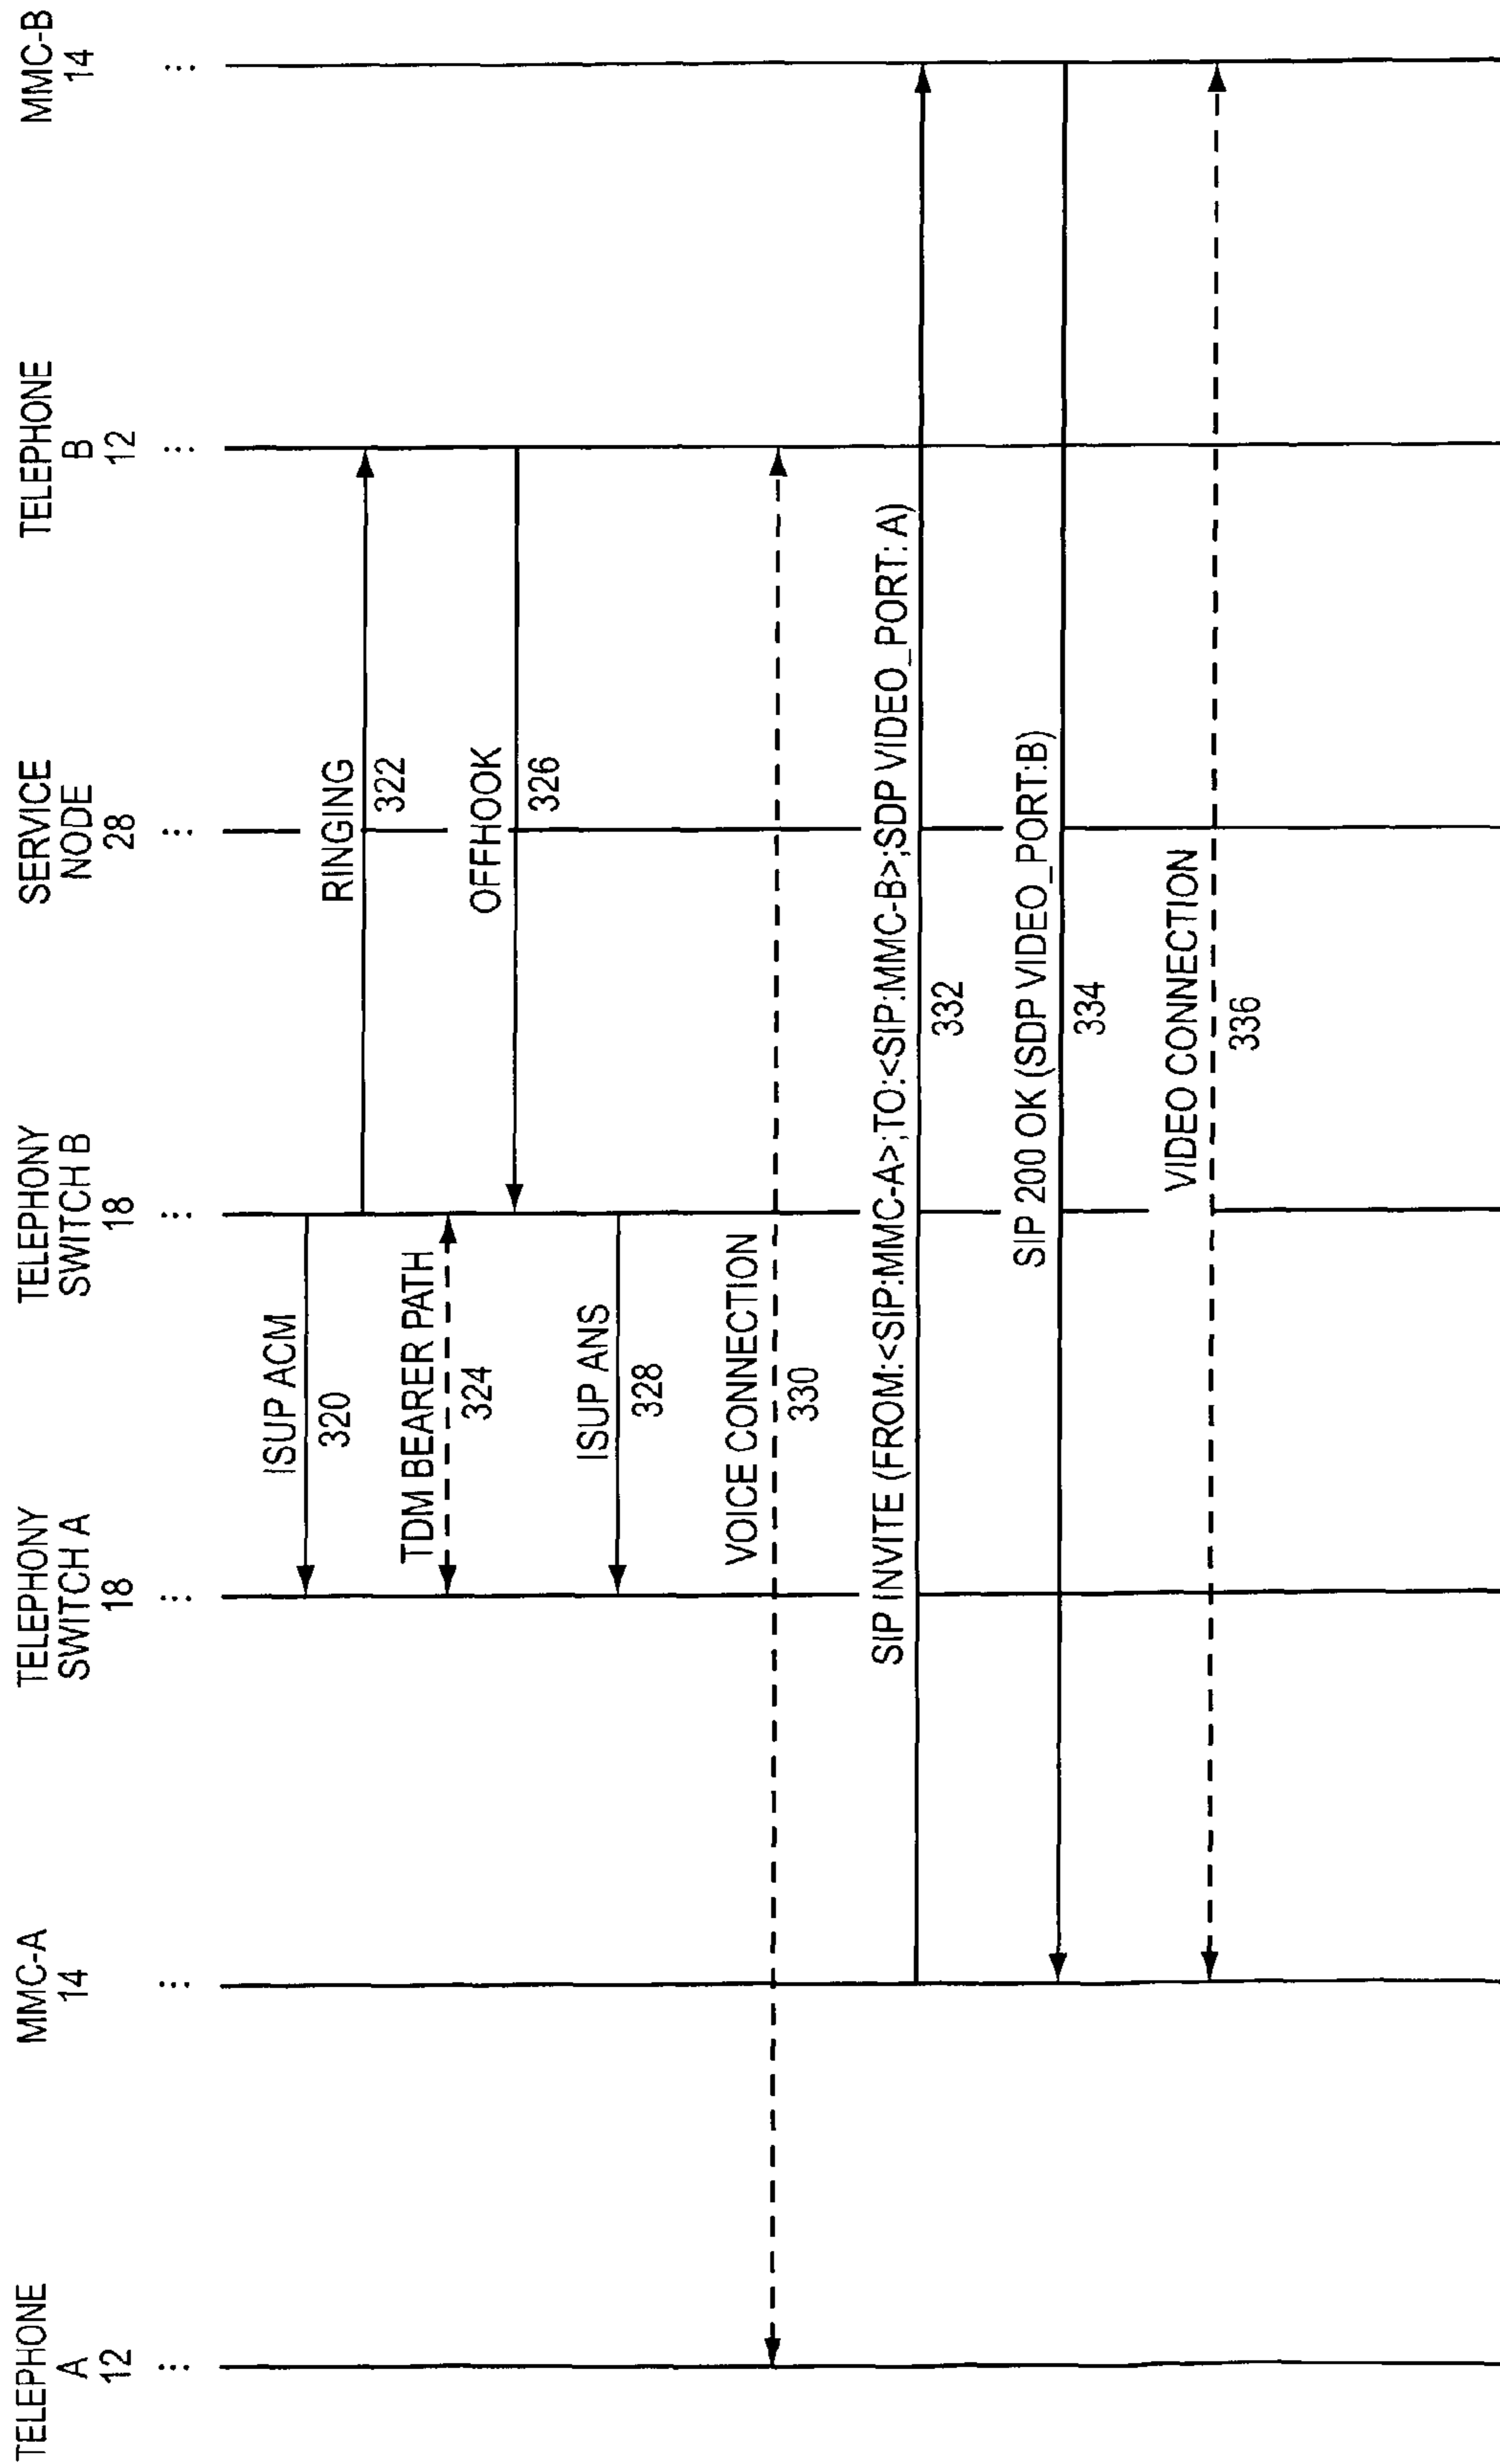 TELEPHONE
A
12
MMC-A
14
TELEPHONY
SWITCH A
18
TELEPHONY
SWITCH B
18
SERVICE
NODE
28
TELEPHONE
B
12
MMC-B
14
ISUP ACM
320
RINGING
322
TDM BEARER PATH
324
OFFHOOK
326
ISUP ANS
328
VOICE CONNECTION
330
SIP INVITE (FROM:<SIP:MMC-A>;TO:<SIP:MMC-B>;SDP VIDEO_PORT: A)
332
SIP 200 OK (SDP VIDEO_PORT:B)
334
VIDEO CONNECTION
336